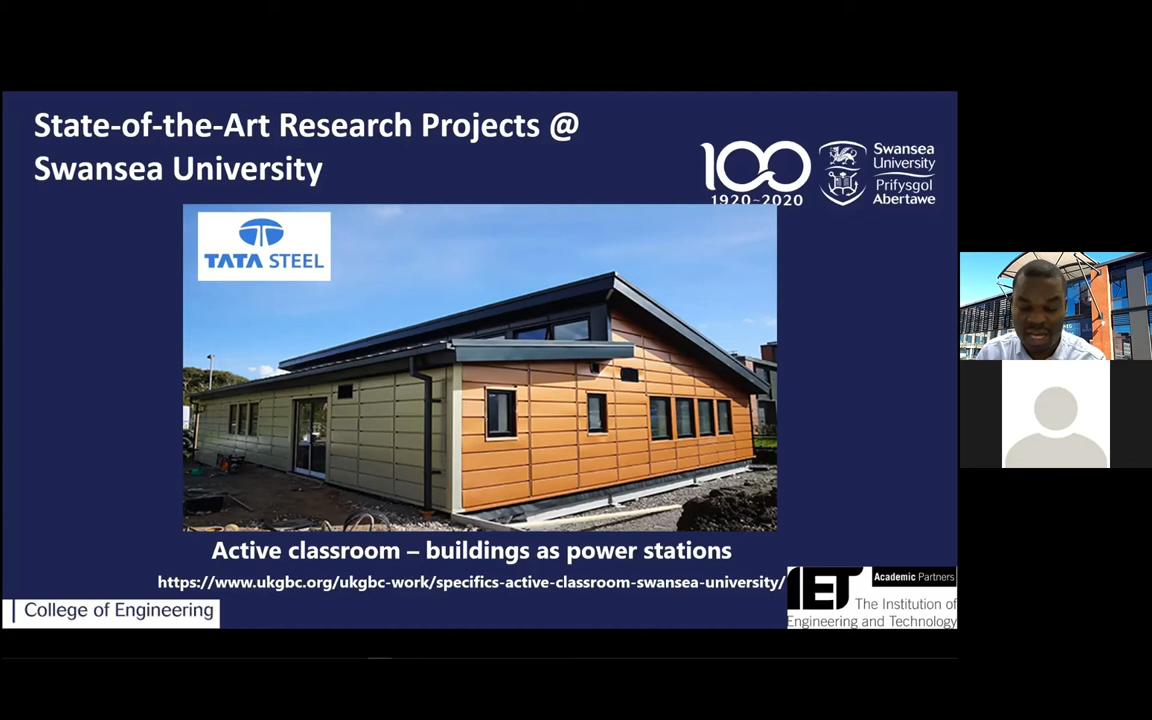 State-of-the-Art Research Projects @
Swansea University
100
1920~2020
Swansea
University
Prifysgol
Abertawe
TATA STEEL
Active classroom – buildings as power stations
https://www.ukgbc.org/ukgbc-work/specifics-active-classroom-swansea-university/
College of Engineering
IET
Academic Partners
The Institution of
Engineering and Technology